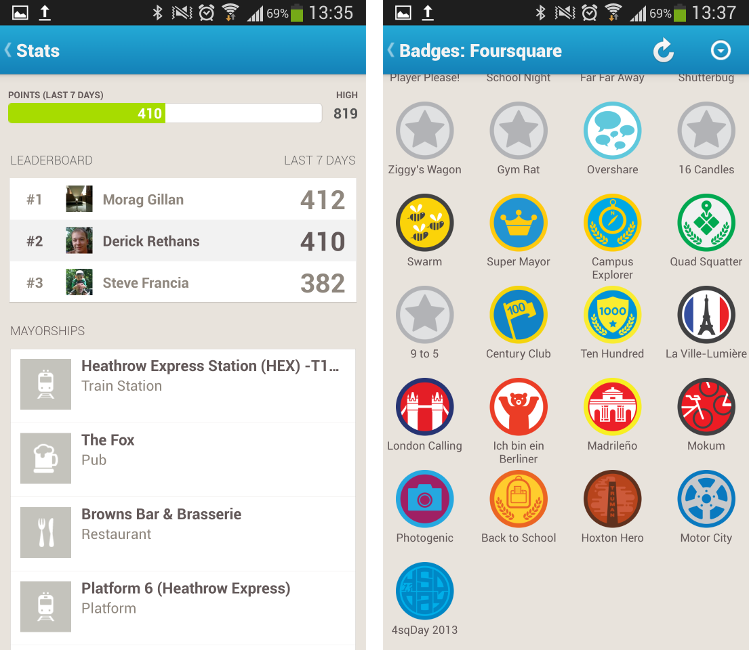 69% 13:35
Stats
POINTS (LAST 7 DAYS) HIGH
410 819
LEADERBOARD LAST 7 DAYS
#1 Morag Gillan 412
#2 Derick Rethans 410
#3 Steve Francia 382
MAYORSHIPS
Heathrow Express Station (HEX) -T1...
Train Station
The Fox
Pub
Browns Bar & Brasserie
Restaurant
Platform 6 (Heathrow Express)
Platform
69% 13:37
Badges: Foursquare
Player Please! School Night Far Far Away Shutterbug
Ziggy's Wagon Gym Rat Overshare 16 Candles
Swarm Super Mayor Campus Explorer Quad Squatter
100 1000
9 to 5 Century Club Ten Hundred La Ville-Lumière
London Calling Ich bin ein Berliner Madrileño Mokum
Photogenic Back to School Hoxton Hero Motor City
4sqDay 2013